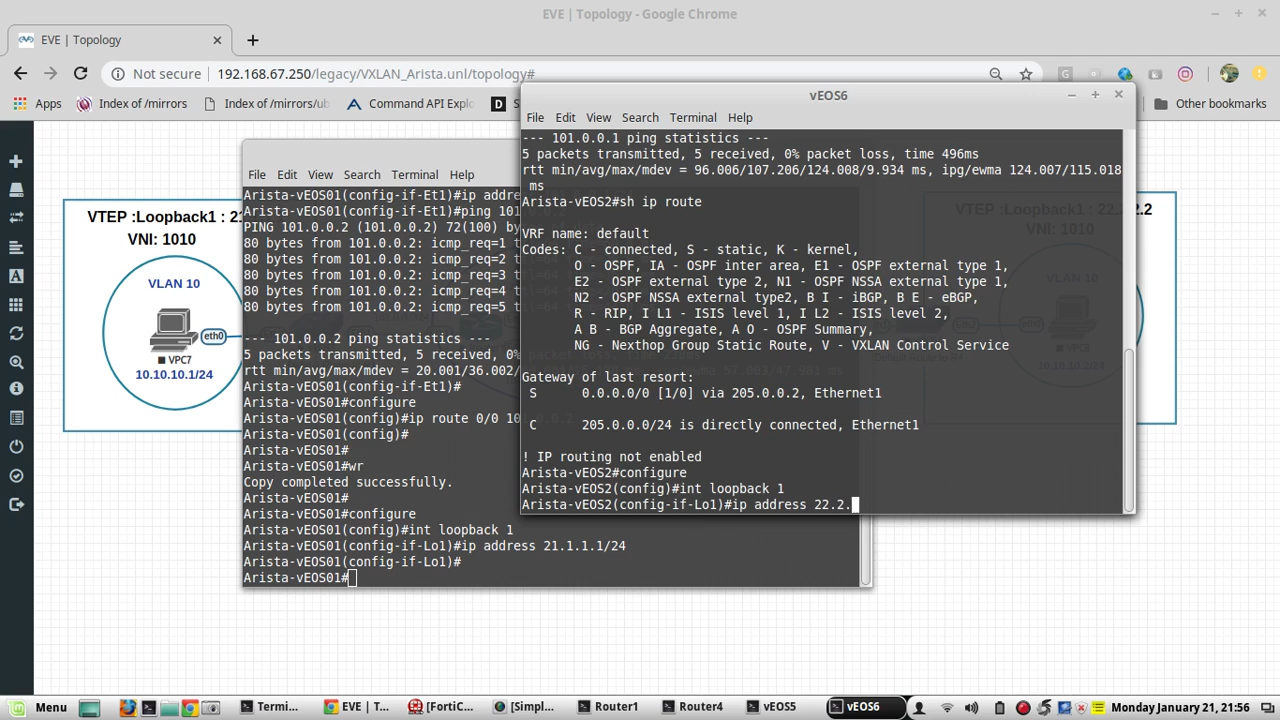 EVE | Topology - Google Chrome
EVE | Topology
Not secure
192.168.67.250/legacy/VXLAN_Arista.unl/topology#
Apps
Index of /mirrors
Index of /mirrors/ub
Command API Explo
Other bookmarks
VTEP :Loopback1 : 21
VNI: 1010
VLAN 10
eth0
VPC7
10.10.10.1/24
File Edit View Search Terminal Help
Arista-vEOS01(config-if-Et1)#ip addre
Arista-vEOS01(config-if-Et1)#ping 101.0
PING 101.0.0.2 (101.0.0.2) 72(100) by
80 bytes from 101.0.0.2: icmp_req=1 t
80 bytes from 101.0.0.2: icmp_req=2 t
80 bytes from 101.0.0.2: icmp_req=3 t
80 bytes from 101.0.0.2: icmp_req=4 t
80 bytes from 101.0.0.2: icmp_req=5 t
--- 101.0.0.2 ping statistics ---
5 packets transmitted, 5 received, 0%
rtt min/avg/max/mdev = 20.001/36.002/
Arista-vEOS01(config-if-Et1)#
Arista-vEOS01#configure
Arista-vEOS01(config)#ip route 0/0 10
Arista-vEOS01(config)#
Arista-vEOS01#
Arista-vEOS01#wr
Copy completed successfully.
Arista-vEOS01#
Arista-vEOS01#configure
Arista-vEOS01(config)#int loopback 1
Arista-vEOS01(config-if-Lo1)#ip address 21.1.1.1/24
Arista-vEOS01(config-if-Lo1)#
Arista-vEOS01#
vEOS6
File Edit View Search Terminal Help
--- 101.0.0.1 ping statistics ---
5 packets transmitted, 5 received, 0% packet loss, time 496ms
rtt min/avg/max/mdev = 96.006/107.206/124.008/9.934 ms, ipg/ewma 124.007/115.018
ms
Arista-vEOS2#sh ip route
VRF name: default
Codes: C - connected, S - static, K - kernel,
O - OSPF, IA - OSPF inter area, E1 - OSPF external type 1,
E2 - OSPF external type 2, N1 - OSPF NSSA external type 1,
N2 - OSPF NSSA external type2, B I - iBGP, B E - eBGP,
R - RIP, I L1 - ISIS level 1, I L2 - ISIS level 2,
A B - BGP Aggregate, A O - OSPF Summary,
NG - Nexthop Group Static Route, V - VXLAN Control Service
Gateway of last resort:
S 0.0.0.0/0 [1/0] via 205.0.0.2, Ethernet1
C 205.0.0.0/24 is directly connected, Ethernet1
! IP routing not enabled
Arista-vEOS2#configure
Arista-vEOS2(config)#int loopback 1
Arista-vEOS2(config-if-Lo1)#ip address 22.2.
2.2
Menu
Termi...
EVE | T...
[FortiC...
[Simpl...
Router1
Router4
vEOS5
vEOS6
Monday January 21, 21:56